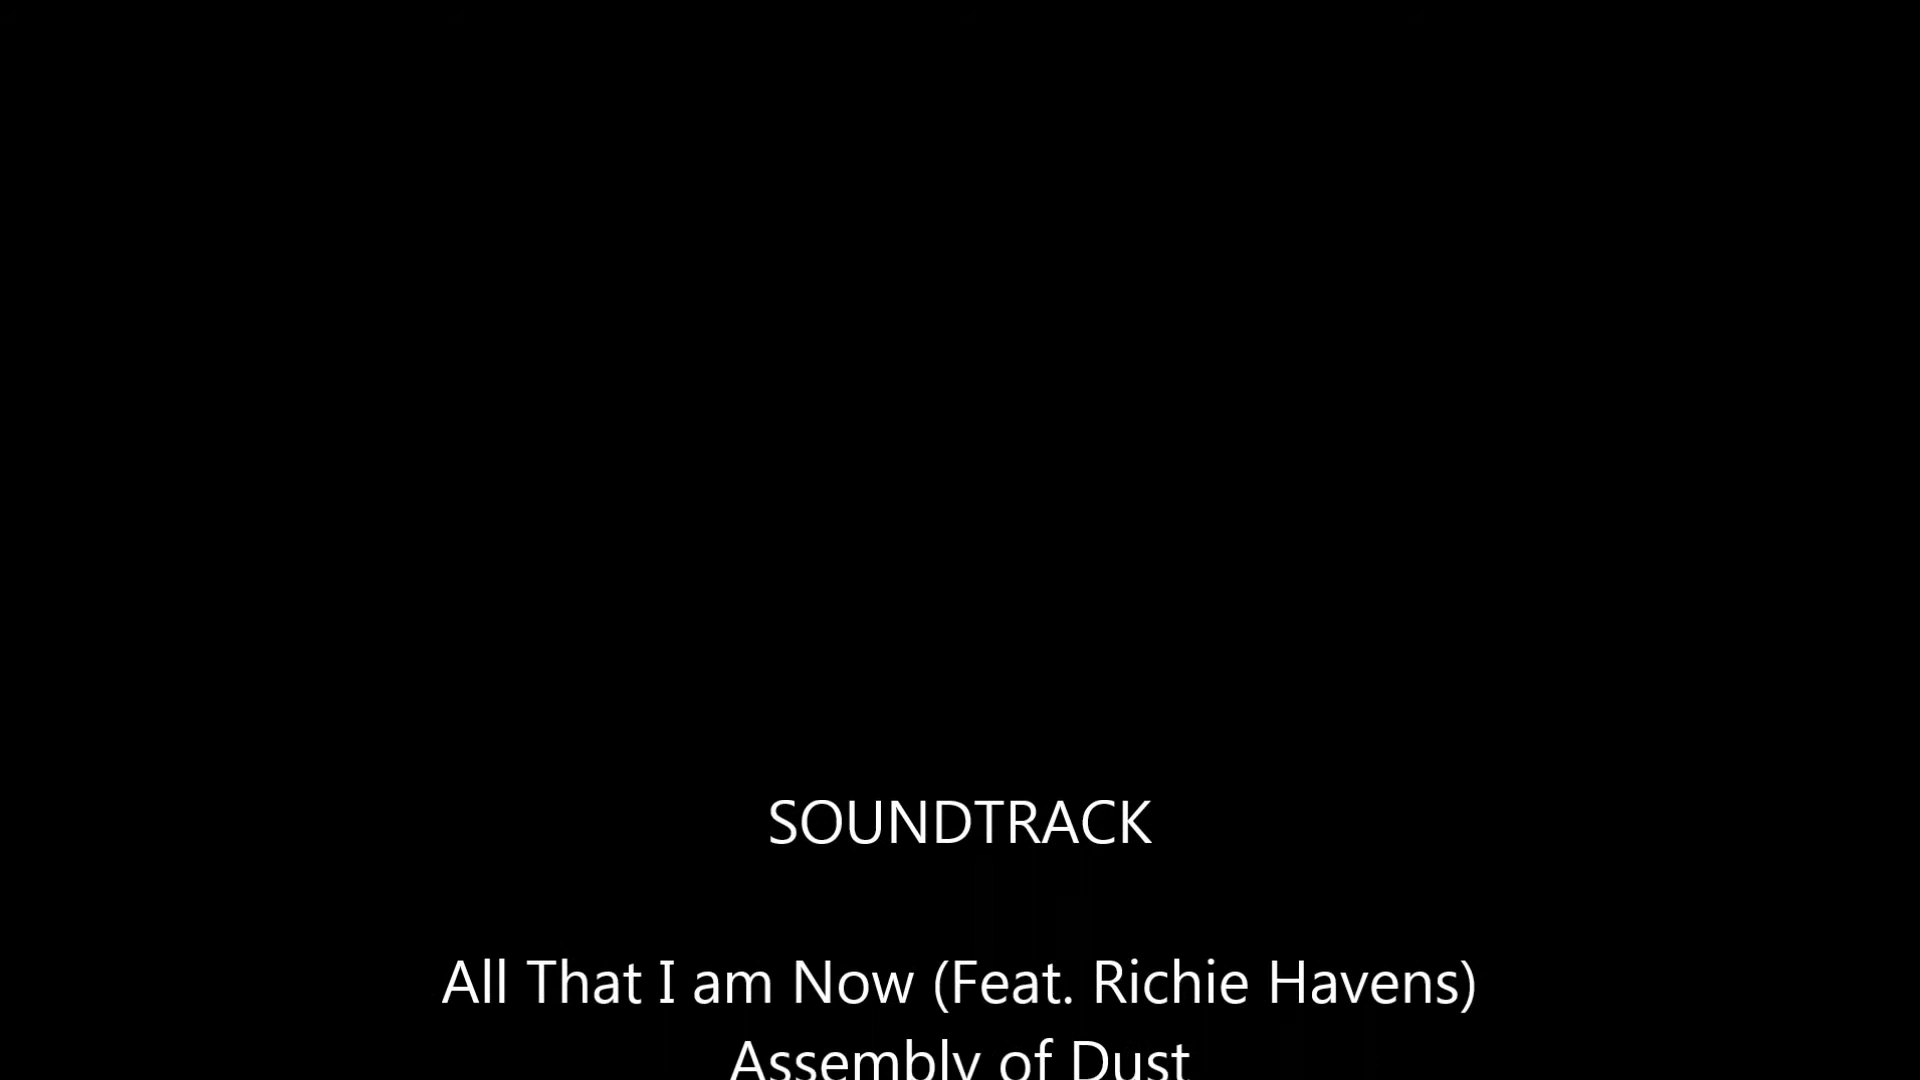 SOUNDTRACK
All That I am Now (Feat. Richie Havens)
Assembly of Dust